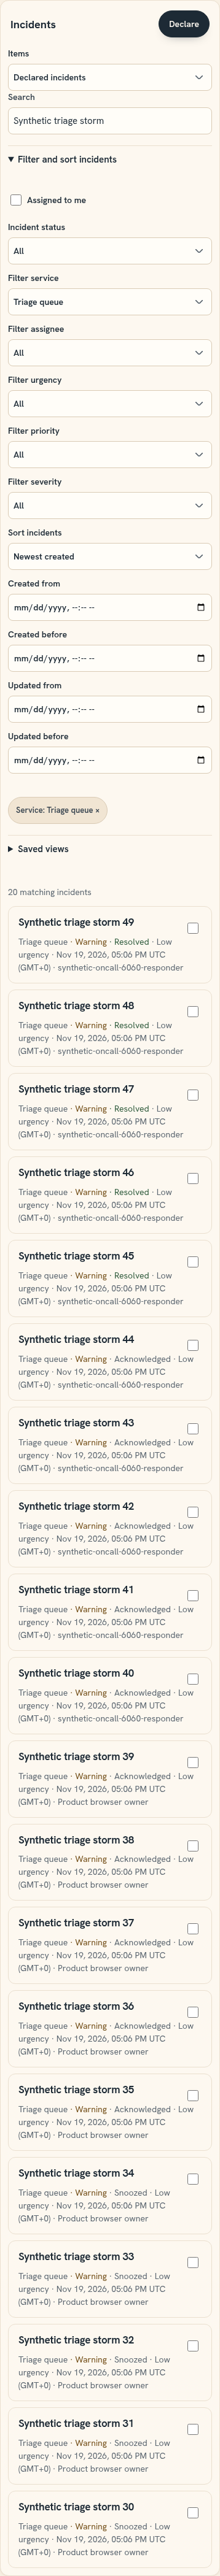 Incidents
Declare
Items
Declared incidents
Search
Synthetic triage storm
▼ Filter and sort incidents
Assigned to me
Incident status
All
Filter service
Triage queue
Filter assignee
All
Filter urgency
All
Filter priority
All
Filter severity
All
Sort incidents
Newest created
Created from
mm/dd/yyyy, --:-- --
Created before
mm/dd/yyyy, --:-- --
Updated from
mm/dd/yyyy, --:-- --
Updated before
mm/dd/yyyy, --:-- --
Service: Triage queue ×
▶ Saved views
20 matching incidents
Synthetic triage storm 49
Triage queue · Warning · Resolved · Low
urgency · Nov 19, 2026, 05:06 PM UTC
(GMT+0) · synthetic-oncall-6060-responder
Synthetic triage storm 48
Triage queue · Warning · Resolved · Low
urgency · Nov 19, 2026, 05:06 PM UTC
(GMT+0) · synthetic-oncall-6060-responder
Synthetic triage storm 47
Triage queue · Warning · Resolved · Low
urgency · Nov 19, 2026, 05:06 PM UTC
(GMT+0) · synthetic-oncall-6060-responder
Synthetic triage storm 46
Triage queue · Warning · Resolved · Low
urgency · Nov 19, 2026, 05:06 PM UTC
(GMT+0) · synthetic-oncall-6060-responder
Synthetic triage storm 45
Triage queue · Warning · Resolved · Low
urgency · Nov 19, 2026, 05:06 PM UTC
(GMT+0) · synthetic-oncall-6060-responder
Synthetic triage storm 44
Triage queue · Warning · Acknowledged · Low
urgency · Nov 19, 2026, 05:06 PM UTC
(GMT+0) · synthetic-oncall-6060-responder
Synthetic triage storm 43
Triage queue · Warning · Acknowledged · Low
urgency · Nov 19, 2026, 05:06 PM UTC
(GMT+0) · synthetic-oncall-6060-responder
Synthetic triage storm 42
Triage queue · Warning · Acknowledged · Low
urgency · Nov 19, 2026, 05:06 PM UTC
(GMT+0) · synthetic-oncall-6060-responder
Synthetic triage storm 41
Triage queue · Warning · Acknowledged · Low
urgency · Nov 19, 2026, 05:06 PM UTC
(GMT+0) · synthetic-oncall-6060-responder
Synthetic triage storm 40
Triage queue · Warning · Acknowledged · Low
urgency · Nov 19, 2026, 05:06 PM UTC
(GMT+0) · synthetic-oncall-6060-responder
Synthetic triage storm 39
Triage queue · Warning · Acknowledged · Low
urgency · Nov 19, 2026, 05:06 PM UTC
(GMT+0) · Product browser owner
Synthetic triage storm 38
Triage queue · Warning · Acknowledged · Low
urgency · Nov 19, 2026, 05:06 PM UTC
(GMT+0) · Product browser owner
Synthetic triage storm 37
Triage queue · Warning · Acknowledged · Low
urgency · Nov 19, 2026, 05:06 PM UTC
(GMT+0) · Product browser owner
Synthetic triage storm 36
Triage queue · Warning · Acknowledged · Low
urgency · Nov 19, 2026, 05:06 PM UTC
(GMT+0) · Product browser owner
Synthetic triage storm 35
Triage queue · Warning · Acknowledged · Low
urgency · Nov 19, 2026, 05:06 PM UTC
(GMT+0) · Product browser owner
Synthetic triage storm 34
Triage queue · Warning · Snoozed · Low
urgency · Nov 19, 2026, 05:06 PM UTC
(GMT+0) · Product browser owner
Synthetic triage storm 33
Triage queue · Warning · Snoozed · Low
urgency · Nov 19, 2026, 05:06 PM UTC
(GMT+0) · Product browser owner
Synthetic triage storm 32
Triage queue · Warning · Snoozed · Low
urgency · Nov 19, 2026, 05:06 PM UTC
(GMT+0) · Product browser owner
Synthetic triage storm 31
Triage queue · Warning · Snoozed · Low
urgency · Nov 19, 2026, 05:06 PM UTC
(GMT+0) · Product browser owner
Synthetic triage storm 30
Triage queue · Warning · Snoozed · Low
urgency · Nov 19, 2026, 05:06 PM UTC
(GMT+0) · Product browser owner